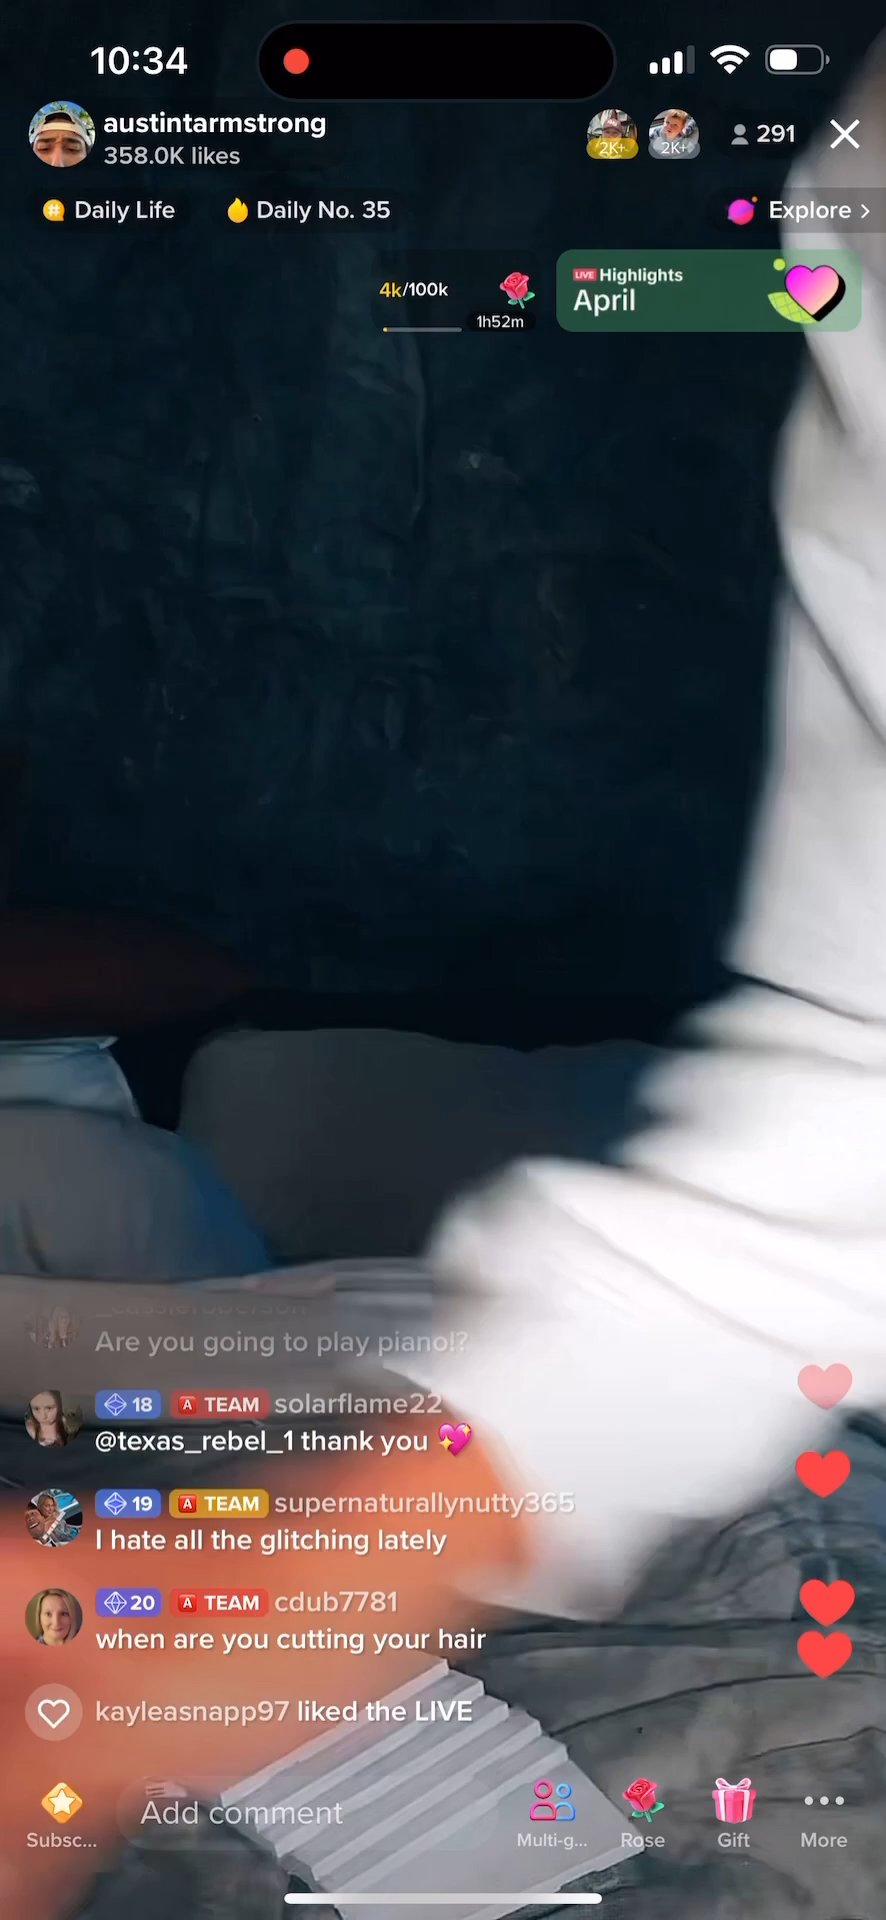 10:34
austintarmstrong
358.0K likes
2K+
2K+
291
Daily Life
Daily No. 35
Explore >
4k/100k
1h52m
LIVE Highlights
April
_cassieroberson
Are you going to play piano!?
18 A TEAM solarflame22
@texas_rebel_1 thank you 💖
19 A TEAM supernaturallynutty365
I hate all the glitching lately
20 A TEAM cdub7781
when are you cutting your hair
kayleasnapp97 liked the LIVE
Add comment
Subsc...
Multi-g...
Rose
Gift
More